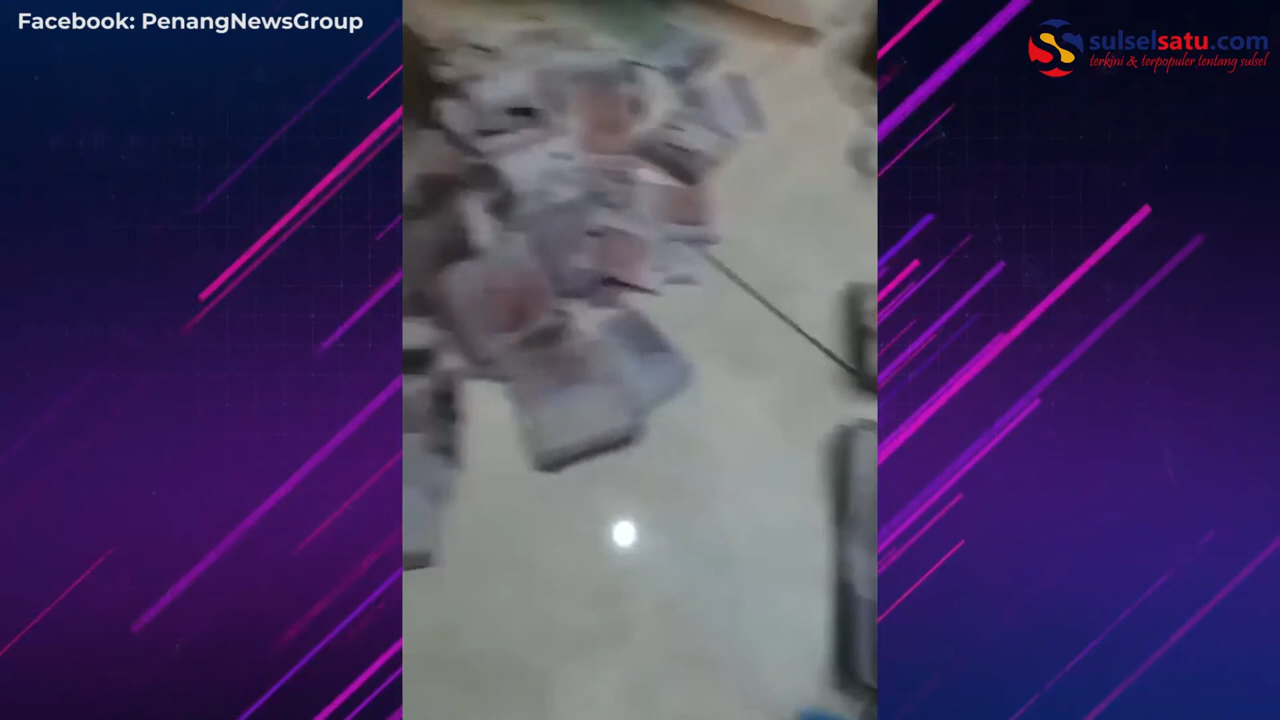 Facebook: PenangNewsGroup
sulselsatu.com
terkini & terpopuler tentang sulsel